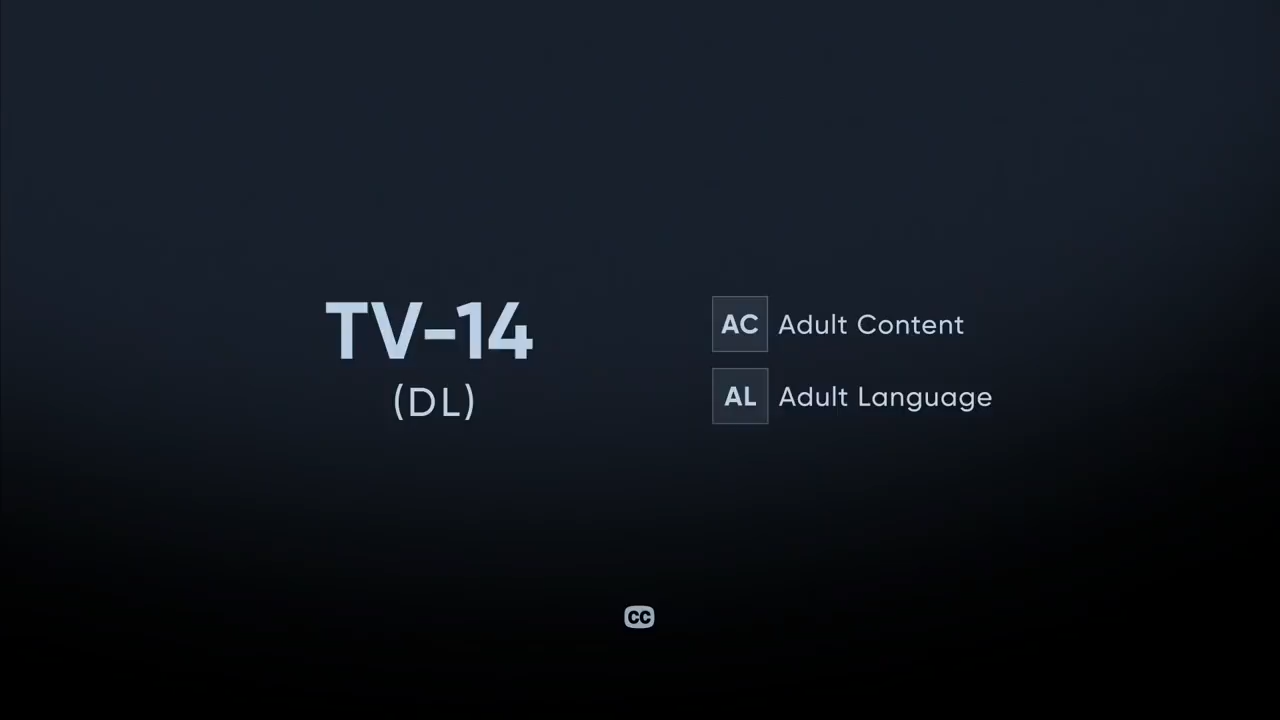 TV-14
(DL)
AC Adult Content
AL Adult Language
CC